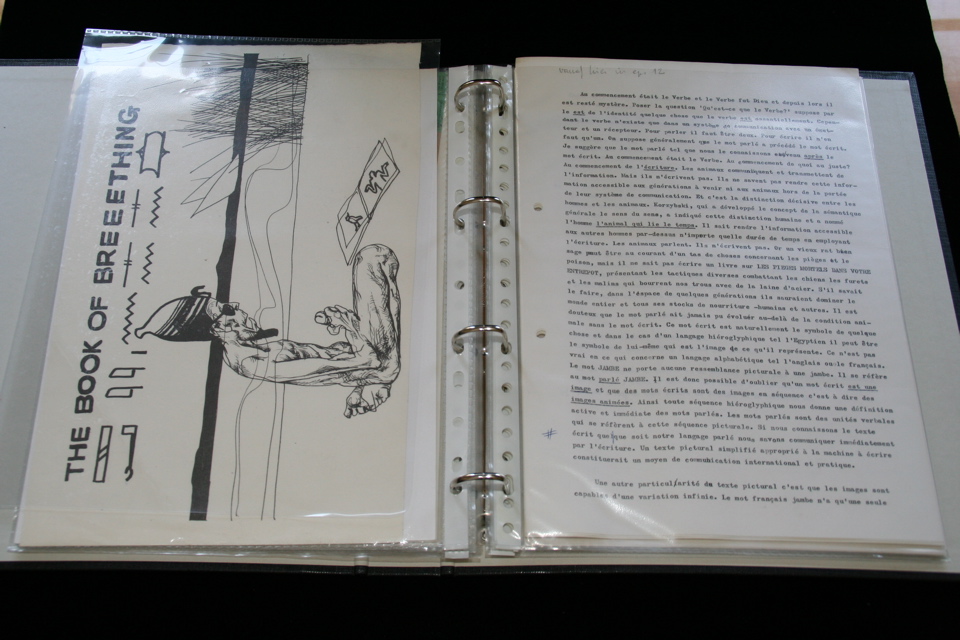 THE BOOK OF BREEETHING
Au commencement était le Verbe et le Verbe fut Dieu et depuis lors il
est resté mystère. Poser la question "Qu'est-ce que le Verbe?" suppose par
le est de l'identité quelque chose que le verbe est essentiellement.
dant le verbe n'existe que dans un système de communication avec un émet-
teur et un récepteur. Pour parler il faut être deux. Pour écrire il n'en
faut qu'un. On suppose généralement que le mot parlé a précédé le mot écrit.
Je suggère que le mot parlé tel que nous le connaissons est venu après le
mot écrit. Au commencement était le Verbe. Au commencement de quoi au juste?
Au commencement de l'écriture. Les animaux communiquent et transmettent de
l'information. Mais ils n'écrivent pas. Ils ne savent pas rendre cette infor-
mation accessible aux générations à venir ni aux animaux hors de la portée
de leur système de communication. Et c'est la distinction décisive entre les
hommes et les animaux. Korzybski, qui a développé le concept de la sémantique
générale le sens du sens, a indiqué cette distinction humaine et a nommé
l'homme l'animal qui lie le temps. Il sait rendre l'information accessible
aux autres hommes par-dessus n'importe quelle durée de temps en employant
l'écriture. Les animaux parlent. Ils n'écrivent pas. Or un vieux rat bien
sage peut être au courant d'un tas de choses concernant les pièges et le
poison, mais il ne sait pas écrire un livre sur LES PIEGES MORTELS DANS VOTRE
ENTREPOT, présentant les tactiques diverses combattant les chiens les furets
et les malins qui bourrent nos trous avec de la laine d'acier. S'il savait
le faire, dans l'espace de quelques générations ils sauraient dominer le
monde entier et tous ses stocks de nourriture -humains et autres. Il est
douteux que le mot parlé ait jamais pu évoluer au-delà de la condition ani-
male sans le mot écrit. Ce mot écrit est naturellement le symbole de quelque
chose et dans le cas d'un langage hiéroglyphique tel l'Egyptien il peut être
le symbole de lui-même qui est l'image de ce qu'il représente. Ce n'est pas
vrai en ce qui concerne un langage alphabétique tel l'anglais ou le français.
Le mot JAMBE ne porte aucune ressemblance picturale à une jambe. Il se réfère
au mot parlé JAMBE. Il est donc possible d'oublier qu'un mot écrit est une
image et que des mots écrits sont des images en séquence c'est à dire des
images animées. Ainsi toute séquence hiéroglyphique nous donne une définition
active et immédiate des mots parlés. Les mots parlés sont des unités verbales
qui se réfèrent à cette séquence picturale. Si nous connaissons le texte
écrit quelque soit notre langage parlé nous savons communiquer immédiatement
par l'écriture. Un texte pictural simplifié approprié à la machine à écrire
constituerait un moyen de communication international et pratique.
Une autre particularité du texte pictural c'est que les images sont
capables d'une variation infinie. Le mot français jambe n'a qu'une seule